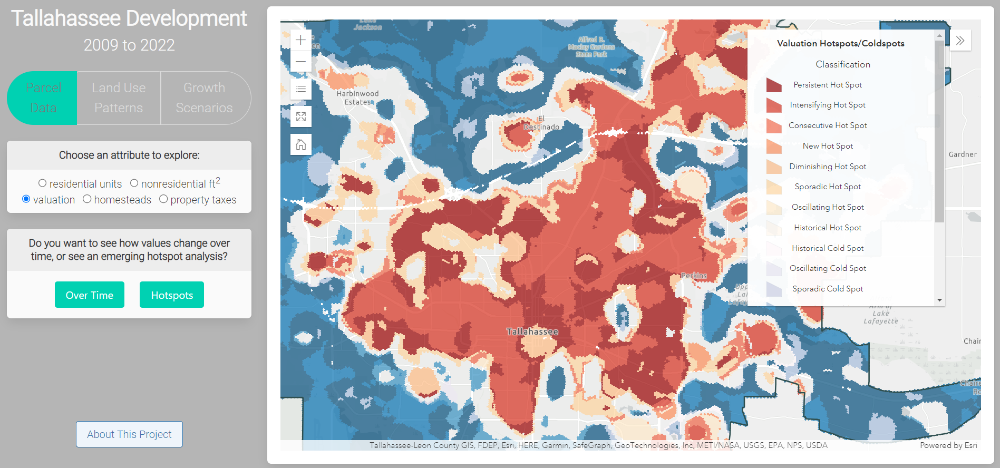 Tallahassee Development
2009 to 2022
Parcel
Data
Land Use
Patterns
Growth
Scenarios
Choose an attribute to explore:
residential units
nonresidential ft2
valuation
homesteads
property taxes
Do you want to see how values change over
time, or see an emerging hotspot analysis?
Over Time
Hotspots
About This Project
Jackson
Alfred B.
Maclay Gardens
State Park
Harbinwood
Estates
El
Destinado
Perkins
Tallahassee
Gardner
Lake
Lafayette
Valuation Hotspots/Coldspots
Classification
Persistent Hot Spot
Intensifying Hot Spot
Consecutive Hot Spot
New Hot Spot
Diminishing Hot Spot
Sporadic Hot Spot
Oscillating Hot Spot
Historical Hot Spot
Historical Cold Spot
Oscillating Cold Spot
Sporadic Cold Spot
Tallahassee-Leon County GIS, FDEP, Esri, HERE, Garmin, SafeGraph, GeoTechnologies, Inc, METI/NASA, USGS, EPA, NPS, USDA
Powered by Esri